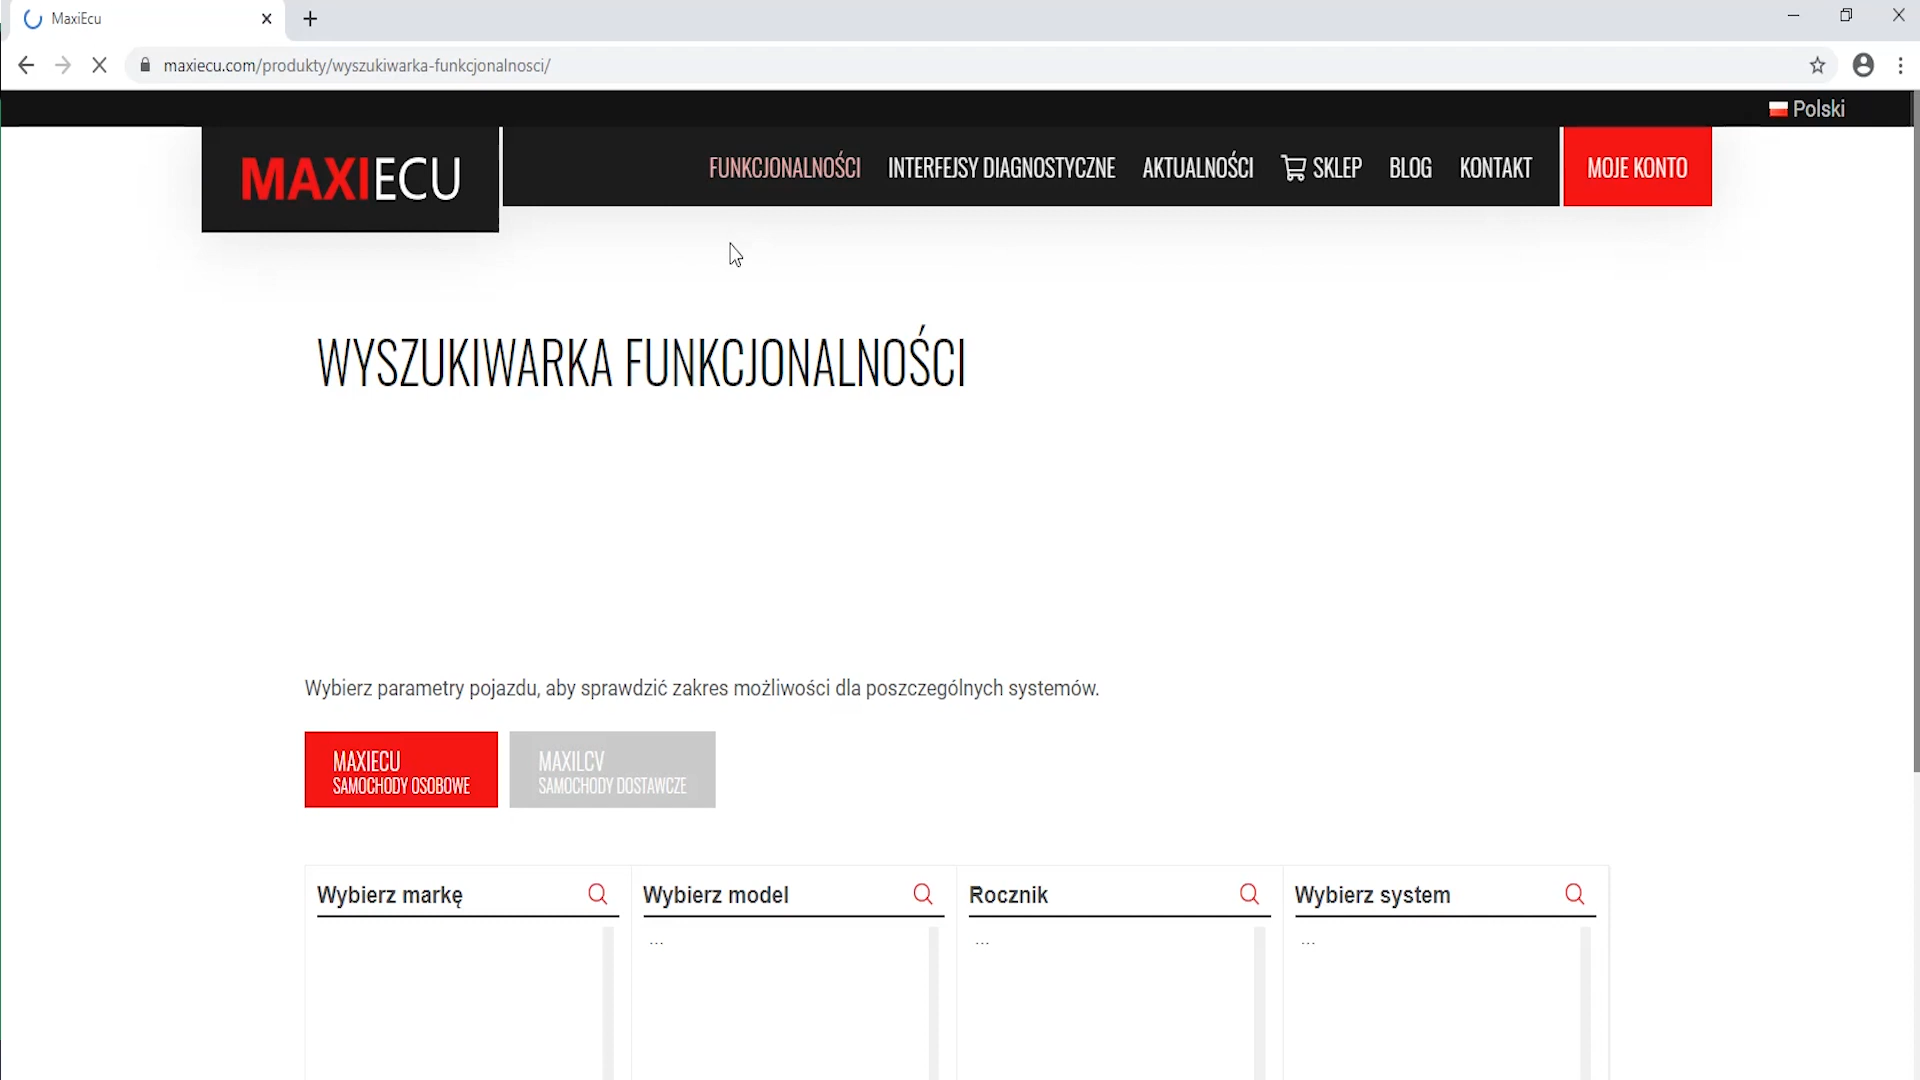 MaxiEcu
maxiecu.com/produkty/wyszukiwarka-funkcjonalnosci/
Polski
MAXIECU
FUNKCJONALNOŚCI INTERFEJSY DIAGNOSTYCZNE AKTUALNOŚCI SKLEP BLOG KONTAKT MOJE KONTO
WYSZUKIWARKA FUNKCJONALNOŚCI
Wybierz parametry pojazdu, aby sprawdzić zakres możliwości dla poszczególnych systemów.
MAXIECU
SAMOCHODY OSOBOWE
MAXILCV
SAMOCHODY DOSTAWCZE
Wybierz markę
Wybierz model
...
Rocznik
...
Wybierz system
...